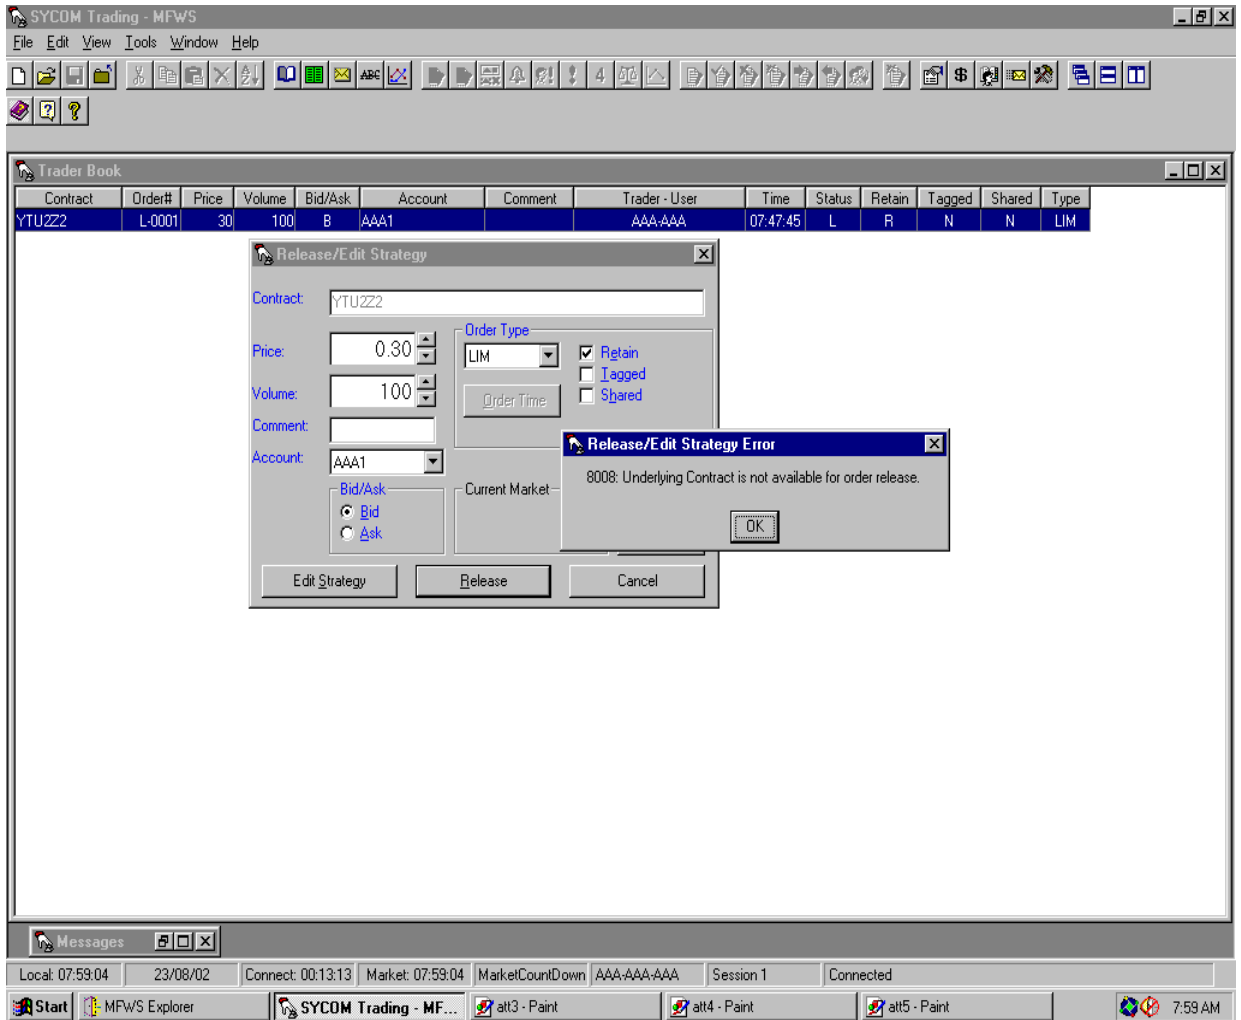 SYCOM Trading - MFWS
File Edit View Tools Window Help
ABC
4 $
Trader Book
Contract Order# Price Volume Bid/Ask Account Comment Trader - User Time Status Retain Tagged Shared Type
YTU2Z2 L-0001 30 100 B AAA1 AAA-AAA 07:47:45 L R N N LIM
Release/Edit Strategy
Contract: YTU2Z2
Order Type
Price: 0.30 LIM Retain
Tagged
Volume: 100 Order Time Shared
Comment:
Account: AAA1
Bid/Ask Current Market
Bid
Ask
Release/Edit Strategy Error
8008: Underlying Contract is not available for order release.
OK
Edit Strategy Release Cancel
Messages
Local: 07:59:04 23/08/02 Connect: 00:13:13 Market: 07:59:04 MarketCountDown AAA-AAA-AAA Session 1 Connected
Start MFWS Explorer SYCOM Trading - MF... att3 - Paint att4 - Paint att5 - Paint 7:59 AM